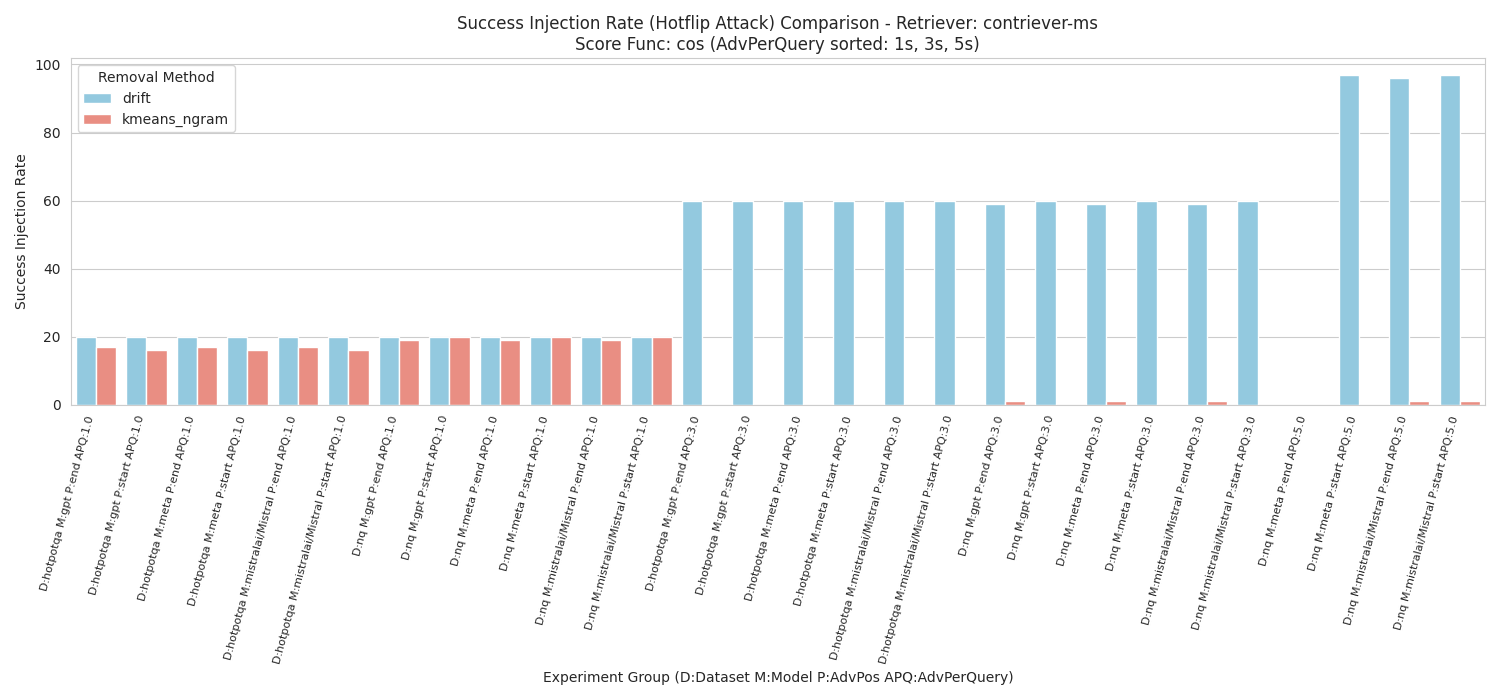 Success Injection Rate (Hotflip Attack) Comparison - Retriever: contriever-ms
Score Func: cos (AdvPerQuery sorted: 1s, 3s, 5s)
Removal Method
drift
kmeans_ngram
Success Injection Rate
100
80
60
40
20
0
D:hotpotqa M:gpt P:end APQ:1.0
D:hotpotqa M:gpt P:start APQ:1.0
D:hotpotqa M:meta P:end APQ:1.0
D:hotpotqa M:meta P:start APQ:1.0
D:hotpotqa M:mistralai/Mistral P:end APQ:1.0
D:hotpotqa M:mistralai/Mistral P:start APQ:1.0
D:nq M:gpt P:end APQ:1.0
D:nq M:gpt P:start APQ:1.0
D:nq M:meta P:end APQ:1.0
D:nq M:meta P:start APQ:1.0
D:nq M:mistralai/Mistral P:end APQ:1.0
D:nq M:mistralai/Mistral P:start APQ:1.0
D:hotpotqa M:gpt P:end APQ:3.0
D:hotpotqa M:gpt P:start APQ:3.0
D:hotpotqa M:meta P:end APQ:3.0
D:hotpotqa M:meta P:start APQ:3.0
D:hotpotqa M:mistralai/Mistral P:end APQ:3.0
D:hotpotqa M:mistralai/Mistral P:start APQ:3.0
D:nq M:gpt P:end APQ:3.0
D:nq M:gpt P:start APQ:3.0
D:nq M:meta P:end APQ:3.0
D:nq M:meta P:start APQ:3.0
D:nq M:mistralai/Mistral P:end APQ:3.0
D:nq M:mistralai/Mistral P:start APQ:3.0
D:nq M:meta P:end APQ:5.0
D:nq M:meta P:start APQ:5.0
D:nq M:mistralai/Mistral P:end APQ:5.0
D:nq M:mistralai/Mistral P:start APQ:5.0
Experiment Group (D:Dataset M:Model P:AdvPos APQ:AdvPerQuery)